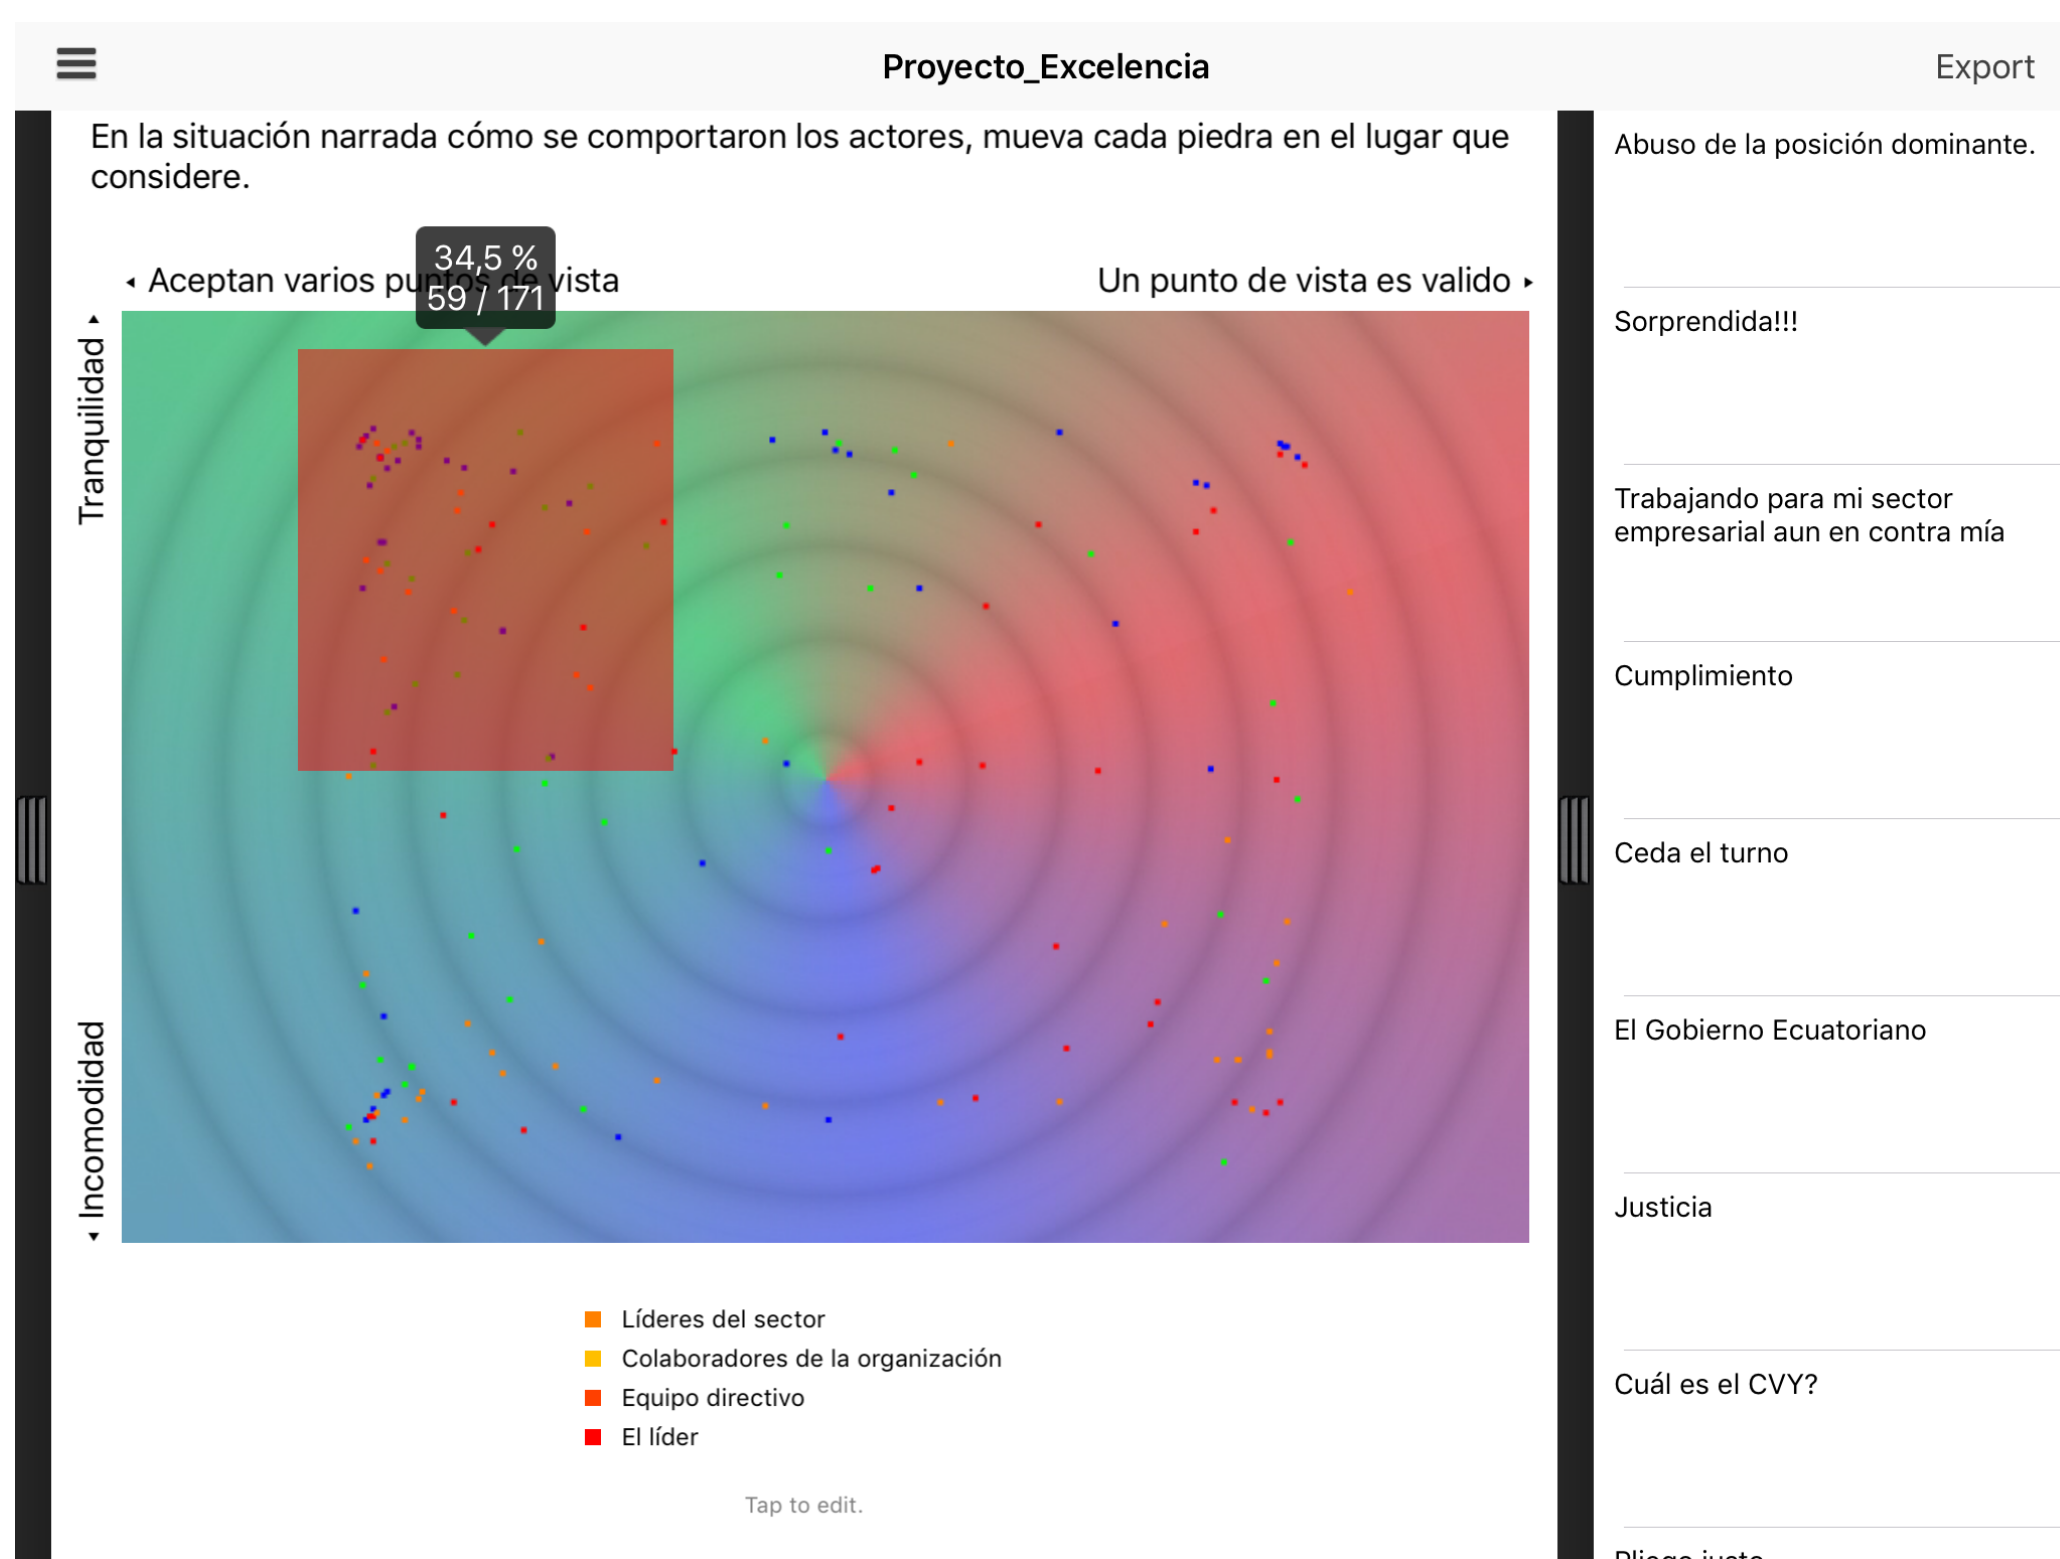 Proyecto_Excelencia
Export
En la situación narrada cómo se comportaron los actores, mueva cada piedra en el lugar que
considere.
34,5 %
59 / 171
Aceptan varios puntos de vista
Un punto de vista es valido
Tranquilidad
Incomodidad
Líderes del sector
Colaboradores de la organización
Equipo directivo
El líder
Tap to edit.
Abuso de la posición dominante.
Sorprendida!!!
Trabajando para mi sector
empresarial aun en contra mía
Cumplimiento
Ceda el turno
El Gobierno Ecuatoriano
Justicia
Cuál es el CVY?